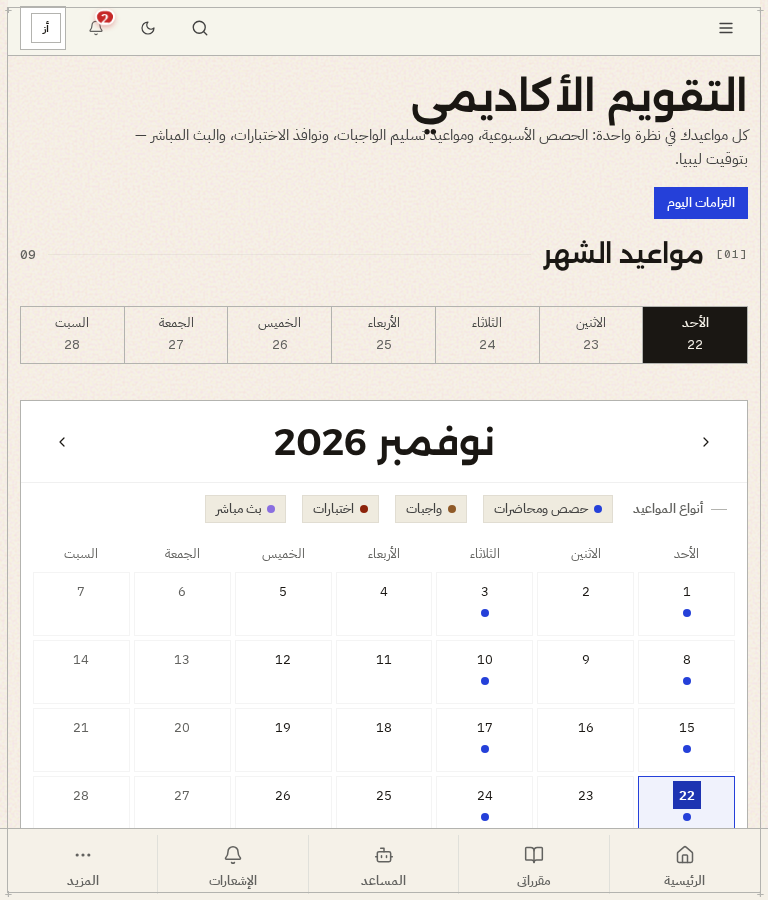 أز
2
التقويم الأكاديمي
كل مواعيدك في نظرة واحدة: الحصص الأسبوعية، ومواعيد تسليم الواجبات، ونوافذ الاختبارات، والبث المباشر —
بتوقيت ليبيا.
التزامات اليوم
[01] مواعيد الشهر 09
الأحد الاثنين الثلاثاء الأربعاء الخميس الجمعة السبت
22 23 24 25 26 27 28
نوفمبر 2026
أنواع المواعيد حصص ومحاضرات واجبات اختبارات بث مباشر
الأحد الاثنين الثلاثاء الأربعاء الخميس الجمعة السبت
1 2 3 4 5 6 7
8 9 10 11 12 13 14
15 16 17 18 19 20 21
22 23 24 25 26 27 28
الرئيسية مقرراتي المساعد الإشعارات المزيد